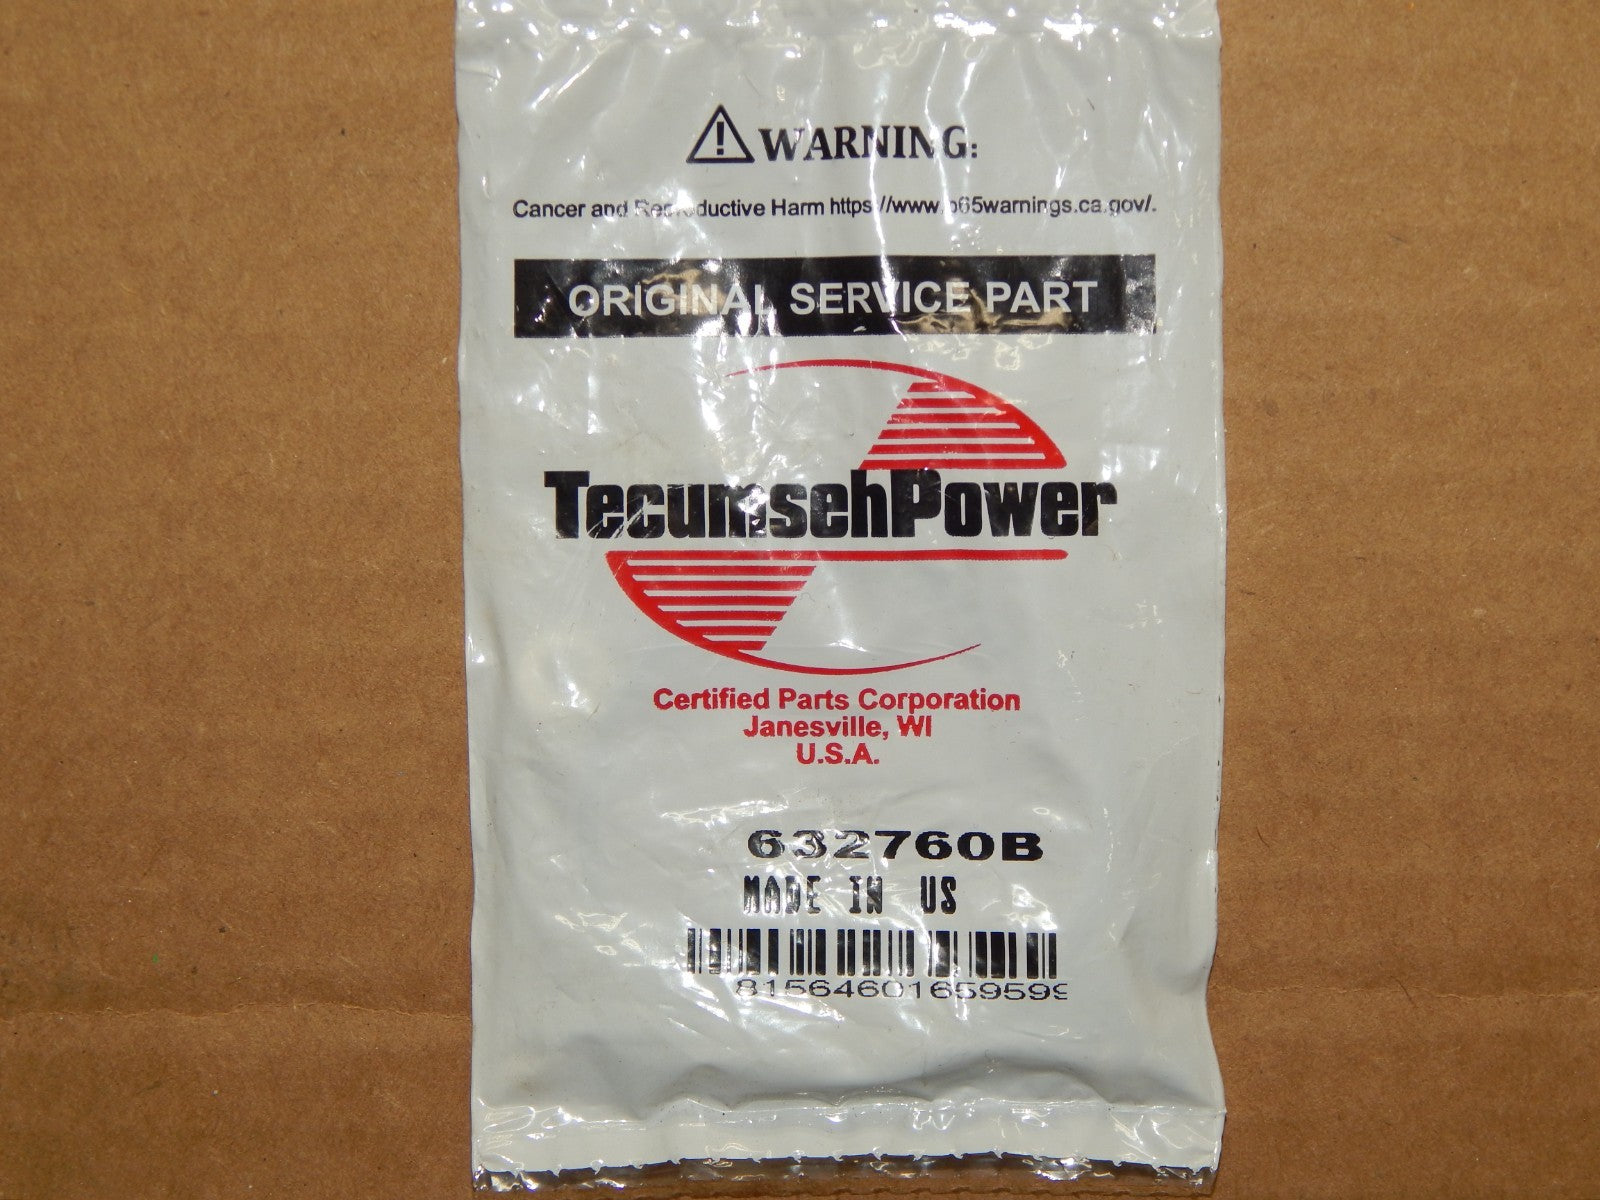 WARNING:
Cancer and Reproductive Harm https://www.p65warnings.ca.gov/.
ORIGINAL SERVICE PART
TecumsehPower
Certified Parts Corporation
Janesville, WI
U.S.A.
632760B
MADE IN US
81564601659599